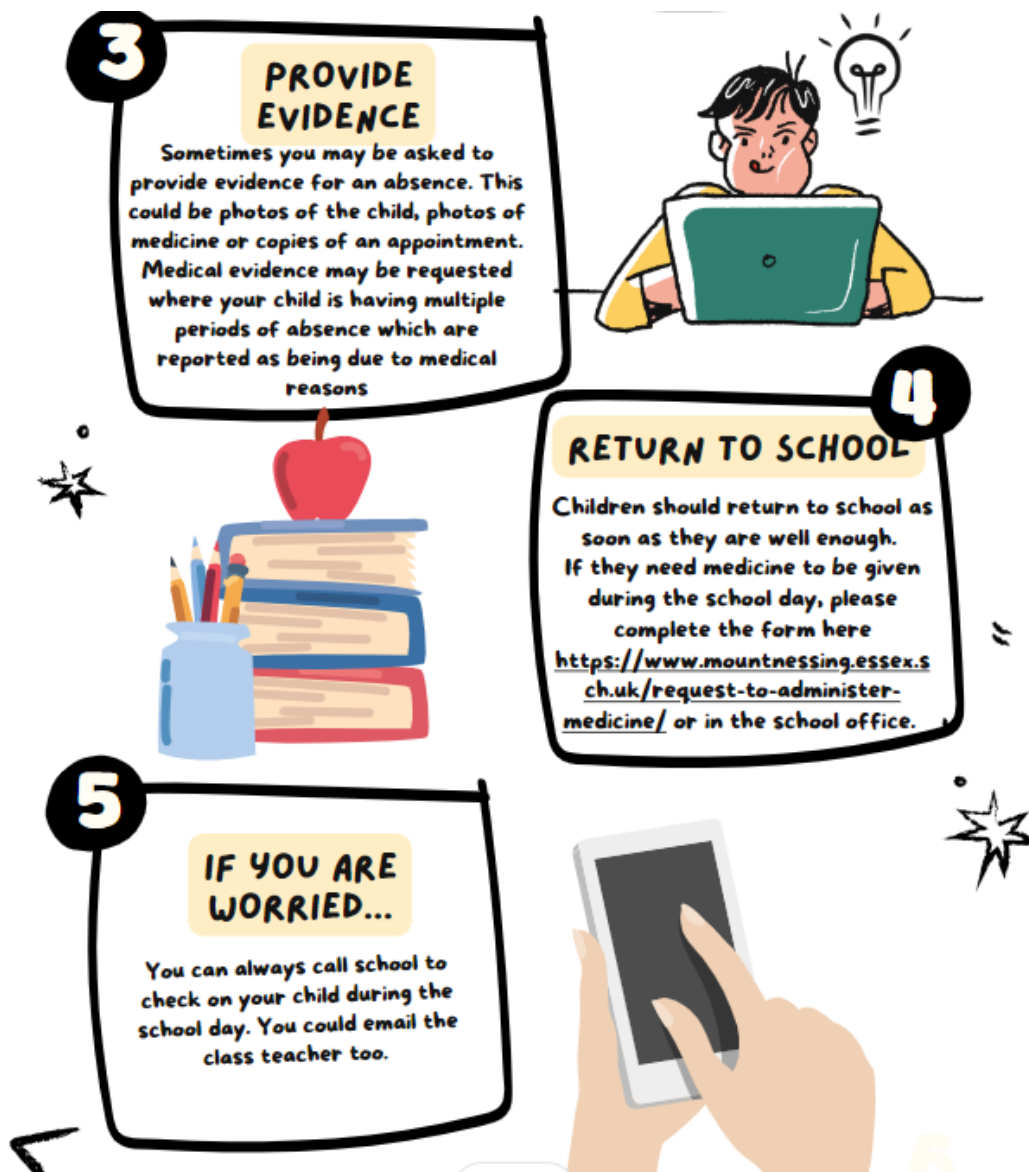 3
PROVIDE
EVIDENCE
Sometimes you may be asked to
provide evidence for an absence. This
could be photos of the child, photos of
medicine or copies of an appointment.
Medical evidence may be requested
where your child is having multiple
periods of absence which are
reported as being due to medical
reasons
4
RETURN TO SCHOOL
Children should return to school as
soon as they are well enough.
If they need medicine to be given
during the school day, please
complete the form here
https://www.mountnessing.essex.s
ch.uk/request-to-administer-
medicine/ or in the school office.
5
IF YOU ARE
WORRIED...
You can always call school to
check on your child during the
school day. You could email the
class teacher too.